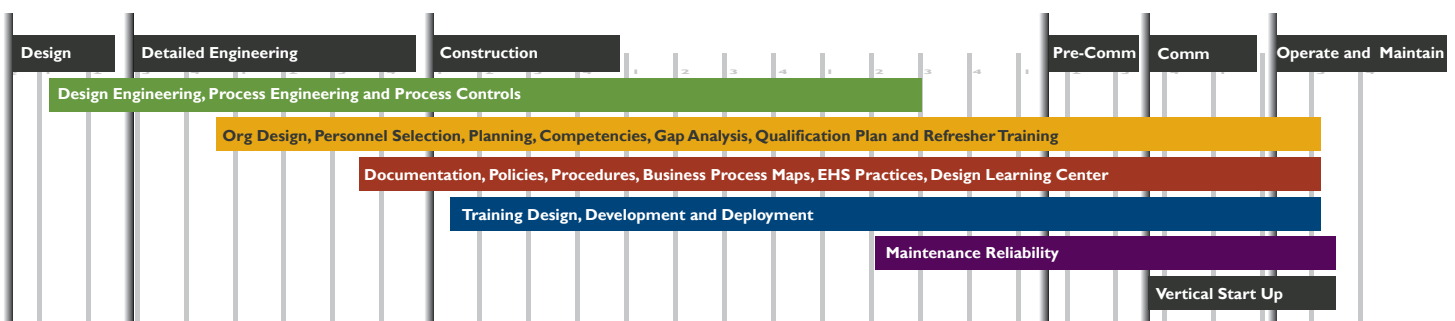 Design
Detailed Engineering
Construction
Pre-Comm
Comm
Operate and Maintain
Design Engineering, Process Engineering and Process Controls
Org Design, Personnel Selection, Planning, Competencies, Gap Analysis, Qualification Plan and Refresher Training
Documentation, Policies, Procedures, Business Process Maps, EHS Practices, Design Learning Center
Training Design, Development and Deployment
Maintenance Reliability
Vertical Start Up